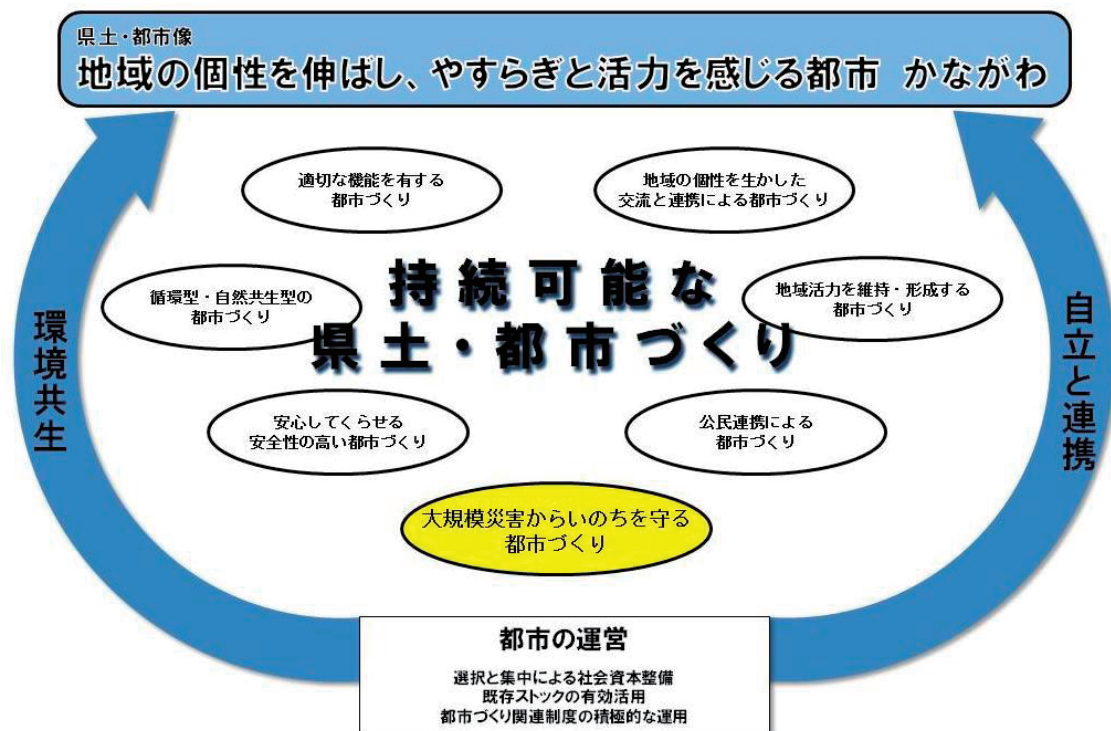 県土・都市像
地域の個性を伸ばし、やすらぎと活力を感じる都市 かながわ
適切な機能を有する
都市づくり
地域の個性を生かした
交流と連携による都市づくり
持続可能な
県土・都市づくり
循環型・自然共生型の
都市づくり
地域活力を維持・形成する
都市づくり
環境共生
自立と連携
安心してくらせる
安全性の高い都市づくり
公民連携による
都市づくり
大規模災害からいのちを守る
都市づくり
都市の運営
選択と集中による社会資本整備
既存ストックの有効活用
都市づくり関連制度の積極的な運用